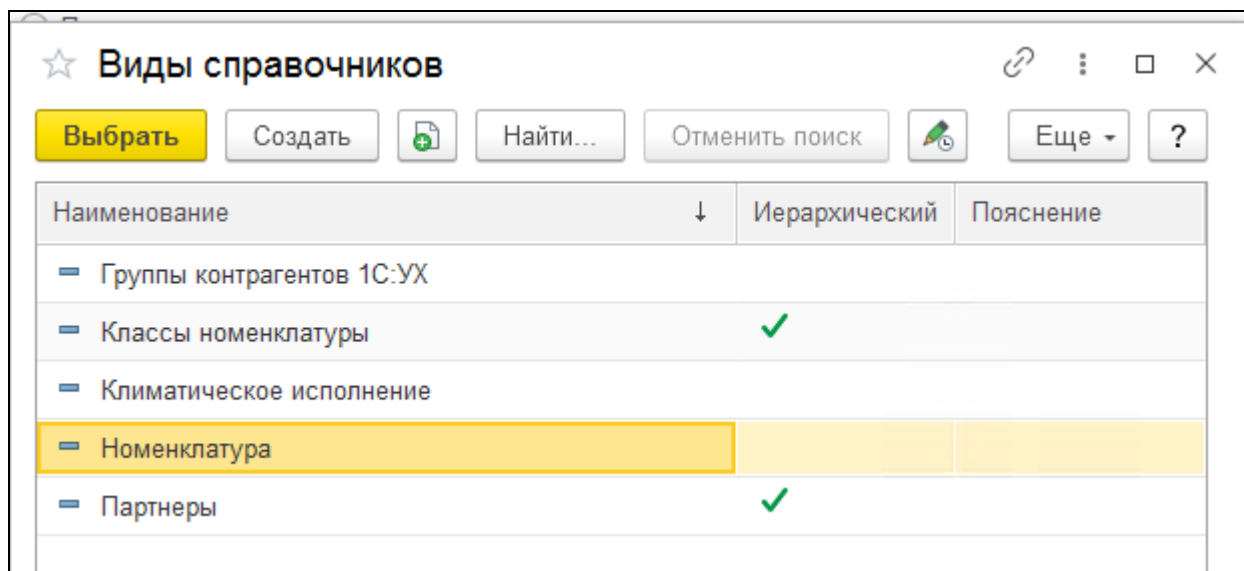 Виды справочников
Выбрать Создать Найти... Отменить поиск Еще ?
Наименование ↓ Иерархический Пояснение
Группы контрагентов 1С:УХ
Классы номенклатуры
Климатическое исполнение
Номенклатура
Партнеры